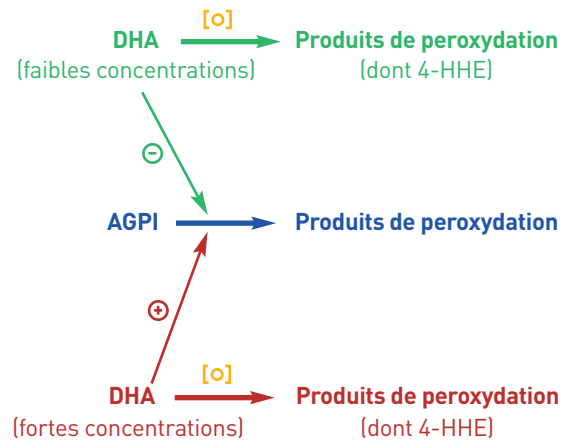 [o]
DHA Produits de peroxydation
(faibles concentrations) (dont 4-HHE)
−
AGPI Produits de peroxydation
+
[o]
DHA Produits de peroxydation
(fortes concentrations) (dont 4-HHE)